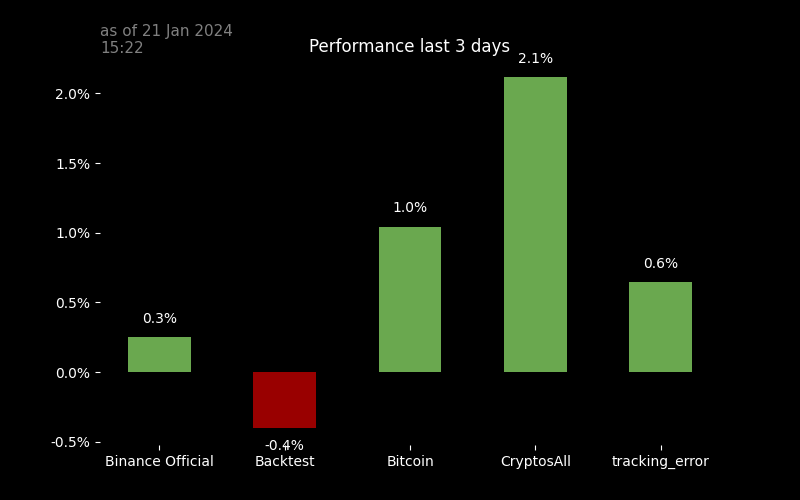 as of 21 Jan 2024
15:22
Performance last 3 days
2.1%
2.0%
1.5%
1.0%
1.0%
0.6%
0.5%
0.3%
0.0%
-0.5%
-0.4%
Binance Official
Backtest
Bitcoin
CryptosAll
tracking_error